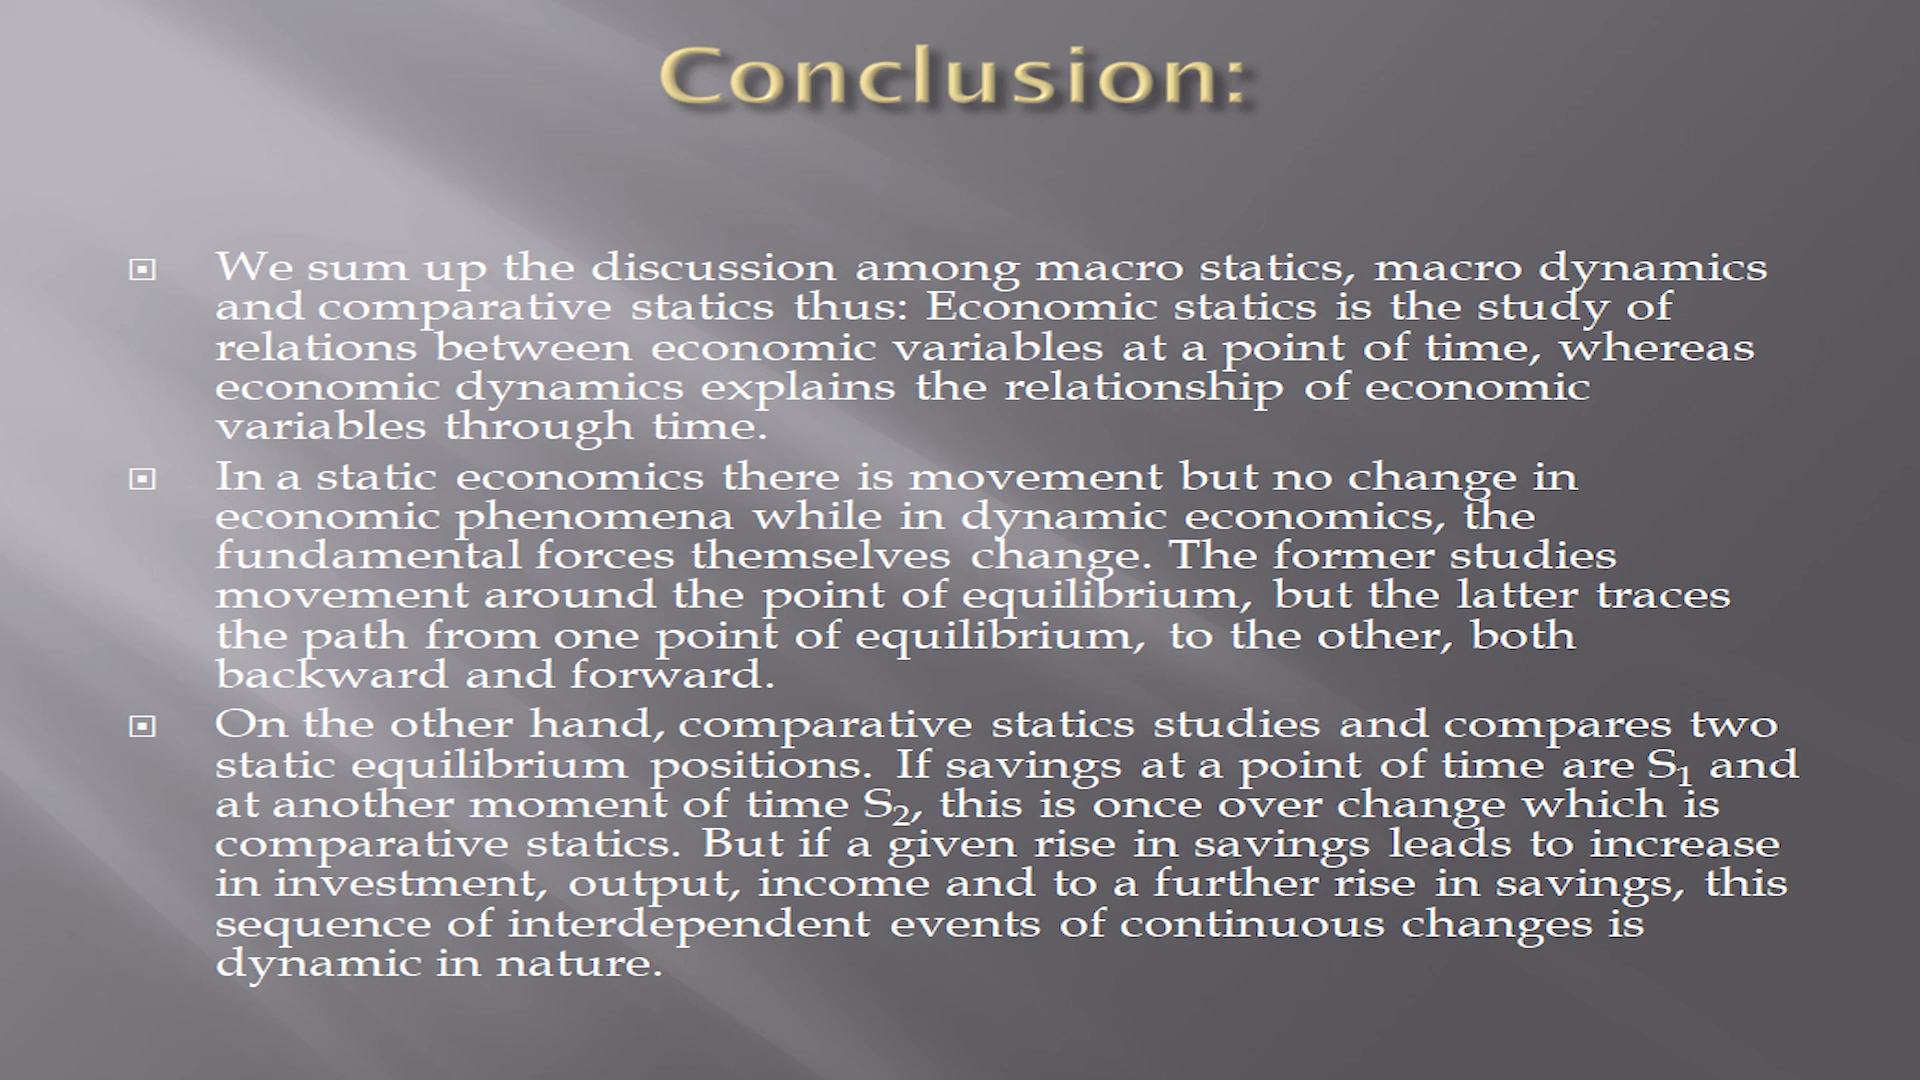 Conclusion:
We sum up the discussion among macro statics, macro dynamics
and comparative statics thus: Economic statics is the study of
relations between economic variables at a point of time, whereas
economic dynamics explains the relationship of economic
variables through time.
In a static economics there is movement but no change in
economic phenomena while in dynamic economics, the
fundamental forces themselves change. The former studies
movement around the point of equilibrium, but the latter traces
the path from one point of equilibrium, to the other, both
backward and forward.
On the other hand, comparative statics studies and compares two
static equilibrium positions. If savings at a point of time are S₁ and
at another moment of time S₂, this is once over change which is
comparative statics. But if a given rise in savings leads to increase
in investment, output, income and to a further rise in savings, this
sequence of interdependent events of continuous changes is
dynamic in nature.